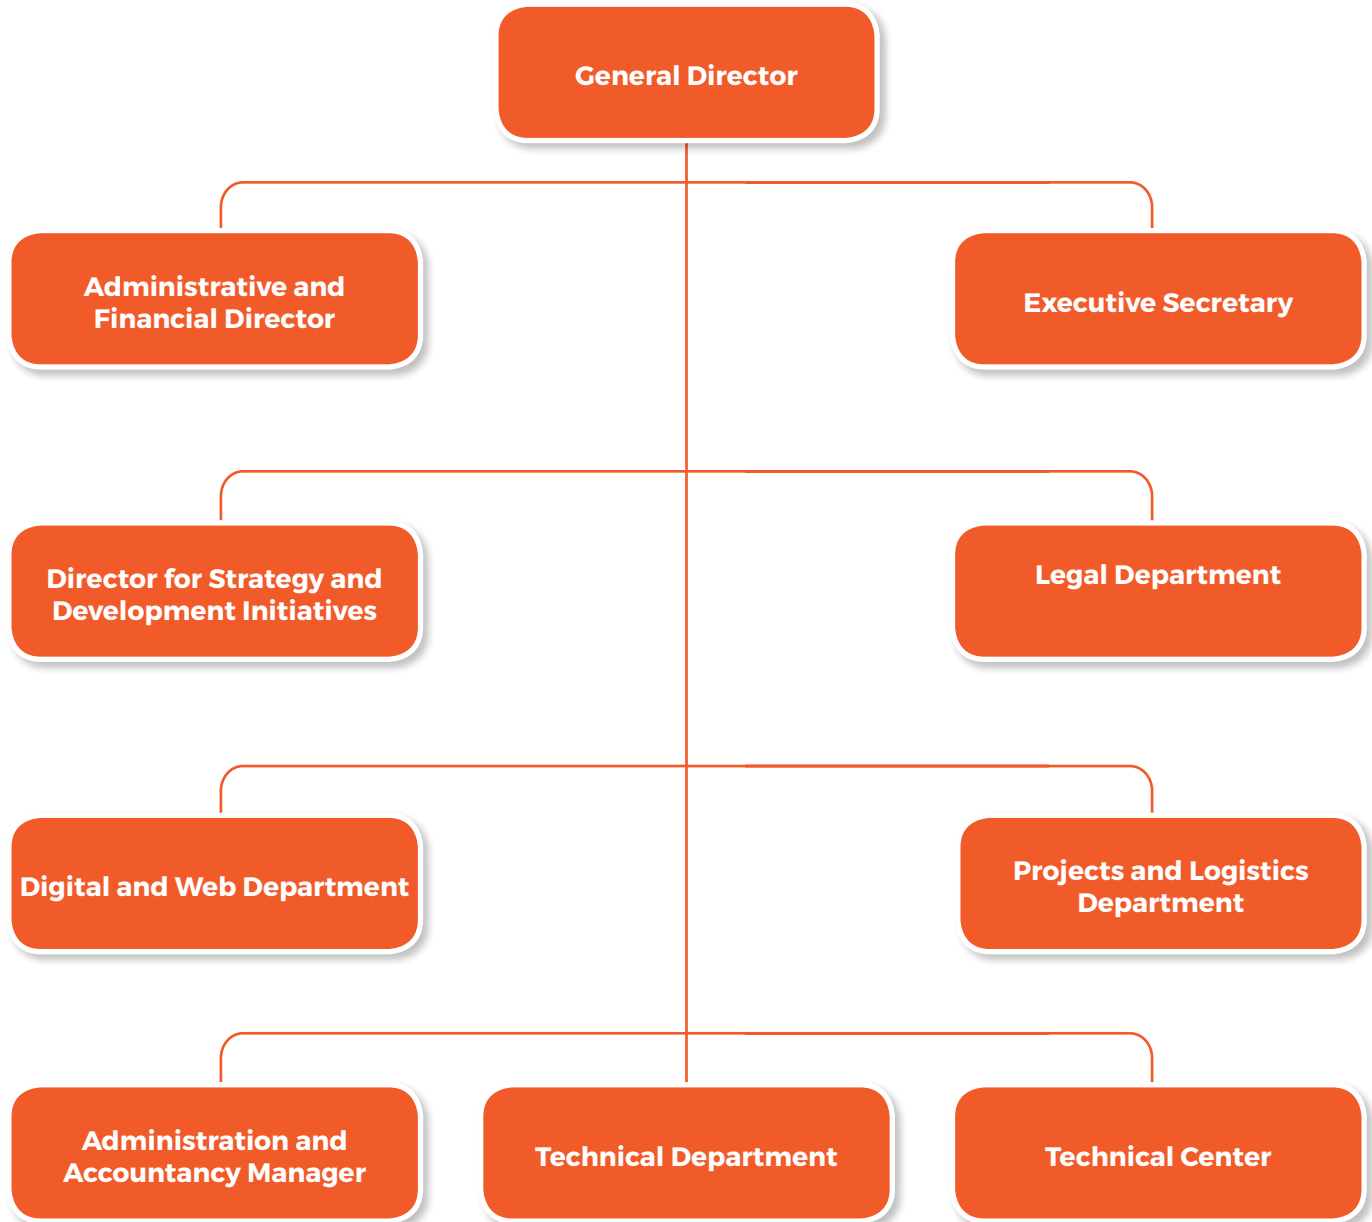 General Director
Administrative and
Financial Director
Executive Secretary
Director for Strategy and
Development Initiatives
Legal Department
Digital and Web Department
Projects and Logistics
Department
Administration and
Accountancy Manager
Technical Department
Technical Center